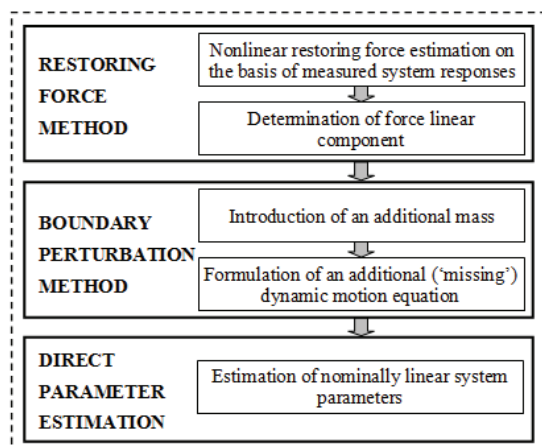 RESTORING
FORCE
METHOD
Nonlinear restoring force estimation on
the basis of measured system responses
Determination of force linear
component
BOUNDARY
PERTURBATION
METHOD
Introduction of an additional mass
Formulation of an additional (‘missing’)
dynamic motion equation
DIRECT
PARAMETER
ESTIMATION
Estimation of nominally linear system
parameters